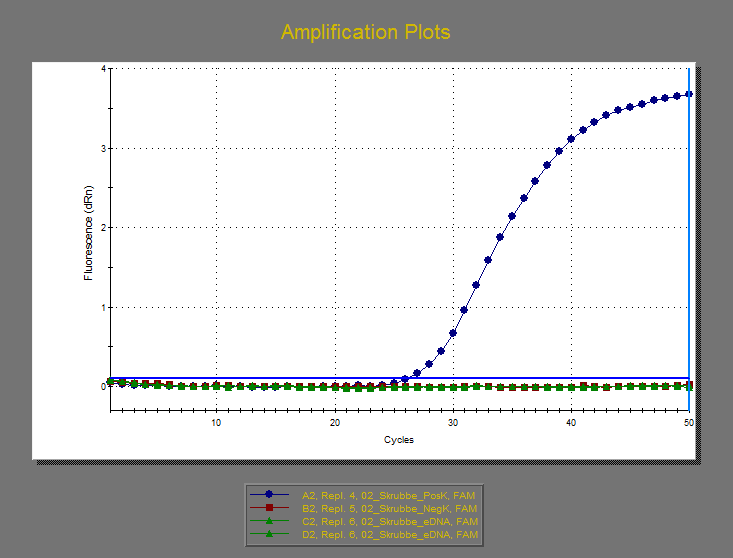 Amplification Plots
4
3
2
1
0
Fluorescence (dRn)
10 20 30 40 50
Cycles
A2, Repl. 4, 02_Skrubbe_PosK, FAM
B2, Repl. 5, 02_Skrubbe_NegK, FAM
C2, Repl. 6, 02_Skrubbe_eDNA, FAM
D2, Repl. 6, 02_Skrubbe_eDNA, FAM